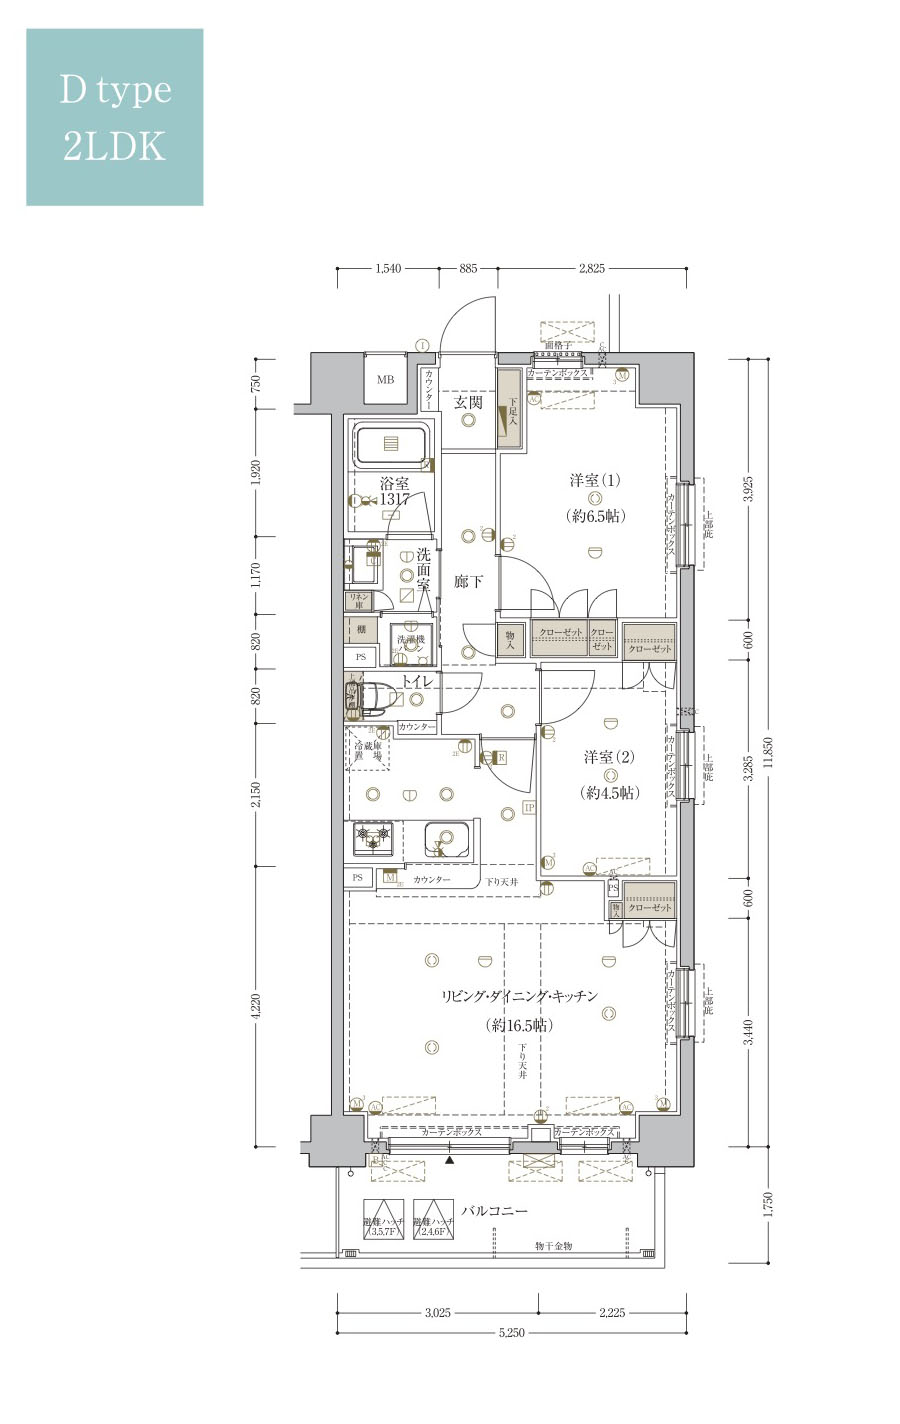 D type
2LDK
1,540
885
2,825
I
面格子
MB
カウンター
玄関
下足入
カーテンボックス
M
AC
750
1,920
1,170
820
820
2,150
4,220
浴室
1317
洋室(1)
(約6.5帖)
カーテンボックス
上部庇
3,925
洗面室
廊下
リネン庫
棚
PS
洗濯機
物入
クローゼット
クローゼット
クローゼット
600
トイレ
カウンター
冷蔵庫置場
2E
R
IP
洋室(2)
(約4.5帖)
カーテンボックス
上部庇
3,285
11,850
PS
M
2E
カウンター
下り天井
M
AC
PS
物入
クローゼット
600
リビング・ダイニング・キッチン
(約16.5帖)
下り天井
カーテンボックス
上部庇
3,440
M
AC
AC
M
カーテンボックス
カーテンボックス
バルコニー
避難ハッチ
(3,5,7F)
避難ハッチ
(2,4,6F)
物干金物
1,750
3,025
2,225
5,250